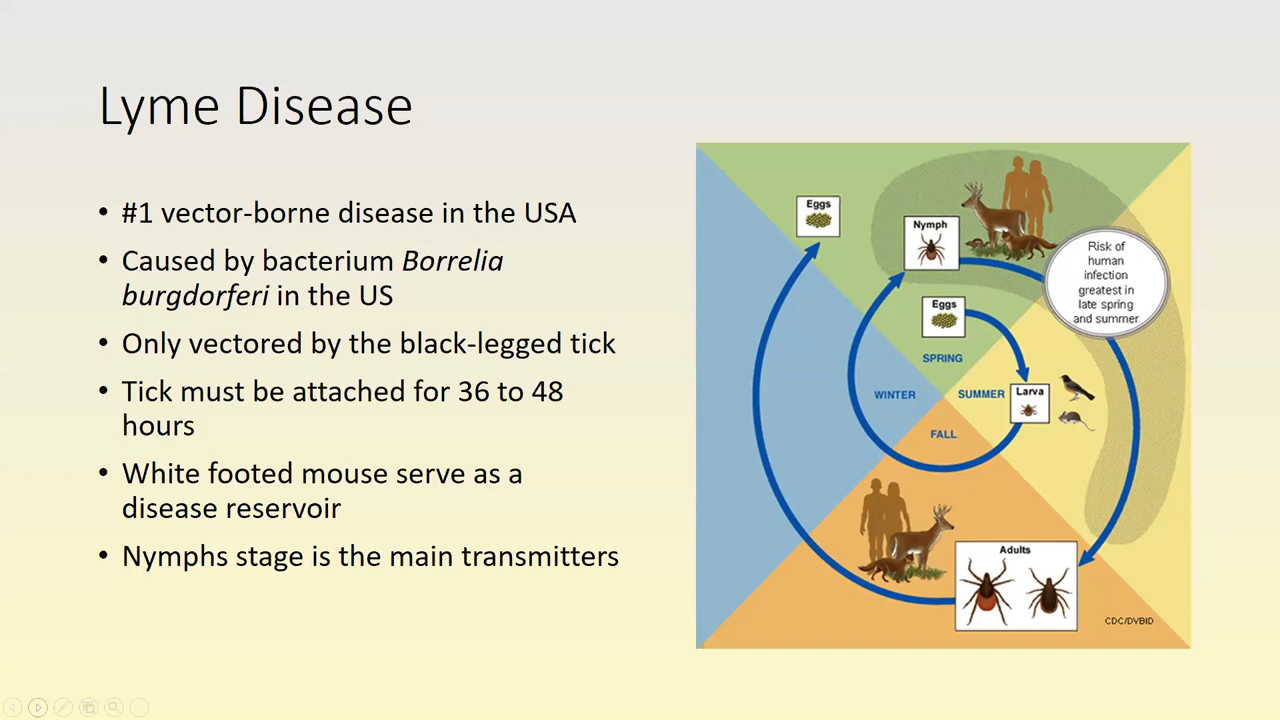 Lyme Disease
• #1 vector-borne disease in the USA
• Caused by bacterium Borrelia
burgdorferi in the US
• Only vectored by the black-legged tick
• Tick must be attached for 36 to 48
hours
• White footed mouse serve as a
disease reservoir
• Nymphs stage is the main transmitters
Eggs
Nymph
Risk of
human
infection
greatest in
late spring
and summer
Eggs
SPRING
WINTER
SUMMER
Larva
FALL
Adults
CDC/DVBID